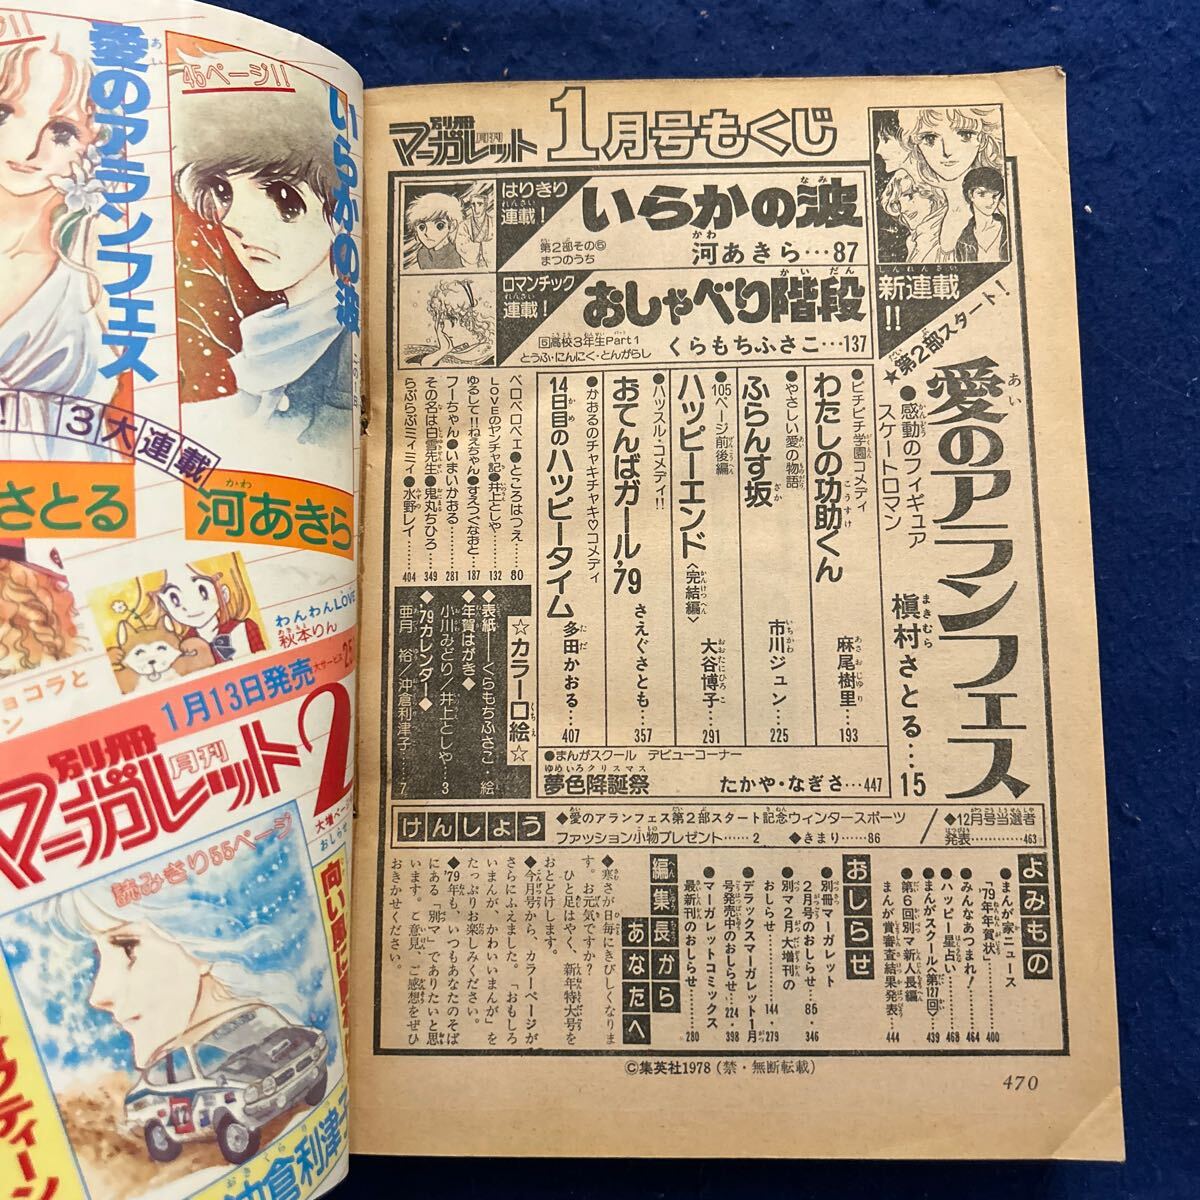 愛のアランフェス
45ページ!!
いらかの波
3大連載
さとる
河あきら
わんわんLOVE
秋本りん
1月13日発売
別冊
マーガレット
月刊
2
読みきり55ページ
沖倉利津子
別冊
マーガレット
月刊
1月号もくじ
はりきり
連載!
いらかの波
第2部その⑤
まつのうち
河あきら…87
ロマンチック
連載!
おしゃべり階段
⑤高校3年生Part1
とうふ・にんにく・とんがらし
くらもちふさこ…137
新連載!!
★第2部スタート!
愛のアランフェス
●感動のフィギュア
スケートロマン
槇村さとる…15
●ピチピチ学園コメディ
わたしの功助くん
麻尾樹里…193
●やさしい愛の物語
ふらんす坂
市川ジュン…225
●105ページ前後編
ハッピーエンド〈完結編〉
大谷博子…291
●ハッスル・コメディ!!
おてんばガール'79
さえぐさとも…357
●かおるのチャキチャキ♡コメディ
14日目のハッピータイム
多田かおる…407
●まんがスクール デビューコーナー
夢色降誕祭
たかや・なぎさ…447
ベロベロベェ●ところはつえ…80
LOVEのヤンチャ記●井上としや…132
ゆるして!!ねえちゃん●すえつぐなおと…187
フーちゃん●いまいかおる…281
その名は白雪先生●鬼丸ちひろ…349
らぶらぶミィミィ●水野レイ…404
☆カラー口絵☆
◆表紙――くらもちふさこ・絵
◆年賀はがき◆
小川みどり/井上としや…3
◆'79カレンダー◆
亜月 裕/沖倉利津子…7
けんしょう
◆愛のアランフェス第2部スタート記念ウィンタースポーツ
ファッション小物プレゼント……2
◆きまり……86
◆12月号当選者
発表……463
よみもの
●まんが家ニュース
'79年年賀状」…400
●みんなあつまれ!…464
●ハッピー星占い…468
●まんがスクール〈第127回〉…439
●第6回別マ新人長編
まんが賞審査結果発表…444
おしらせ
●別冊マーガレット
2月号のおしらせ…85・346
●別マ2月大増刊の
おしらせ…144・279
●デラックスマーガレット1月
号発売中のおしらせ…224・398
●マーガレットコミックス
最新刊のおしらせ…280
編集長からあなたへ
◆寒さが日毎にきびしくなりま
す。お元気ですか?
ひと足はやく、新年特大号を
おとどけします。
◆今月号から、カラーページが
さらにふえました。「おもしろ
いまんが、かわいいまんが」を
たっぷりお楽しみください。
◆'79年も、いつもあなたのそば
にある「別マ」でありたいと思
います。ご意見、ご感想をぜひ
おきかせください。
©集英社1978(禁・無断転載)
470